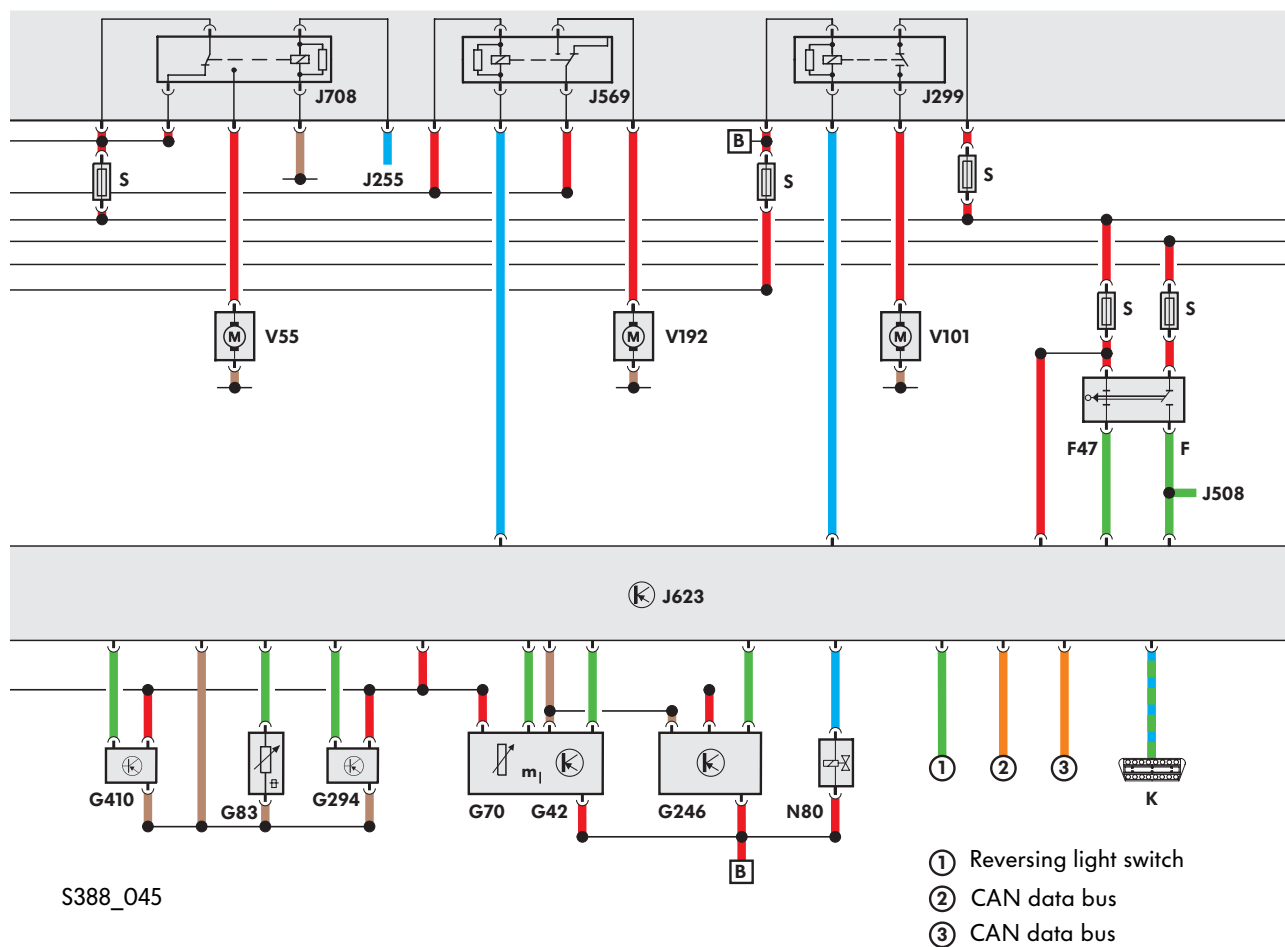 J708
J569
J299
S
J255
B
S
S
V55
M
V192
M
V101
M
S
S
F47
F
J508
J623
G410
G83
G294
G70
m l
G42
G246
N80
B
1
2
3
K
1 Reversing light switch
2 CAN data bus
3 CAN data bus
S388_045